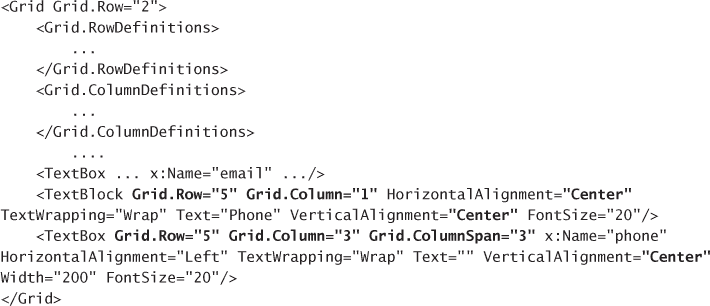 <Grid Grid.Row="2">
<Grid.RowDefinitions>
...
</Grid.RowDefinitions>
<Grid.ColumnDefinitions>
...
</Grid.ColumnDefinitions>
....
<TextBox ... x:Name="email" .../>
<TextBlock Grid.Row="5" Grid.Column="1" HorizontalAlignment="Center"
TextWrapping="Wrap" Text="Phone" VerticalAlignment="Center" FontSize="20"/>
<TextBox Grid.Row="5" Grid.Column="3" Grid.ColumnSpan="3" x:Name="phone"
HorizontalAlignment="Left" TextWrapping="Wrap" Text="" VerticalAlignment="Center"
Width="200" FontSize="20"/>
</Grid>